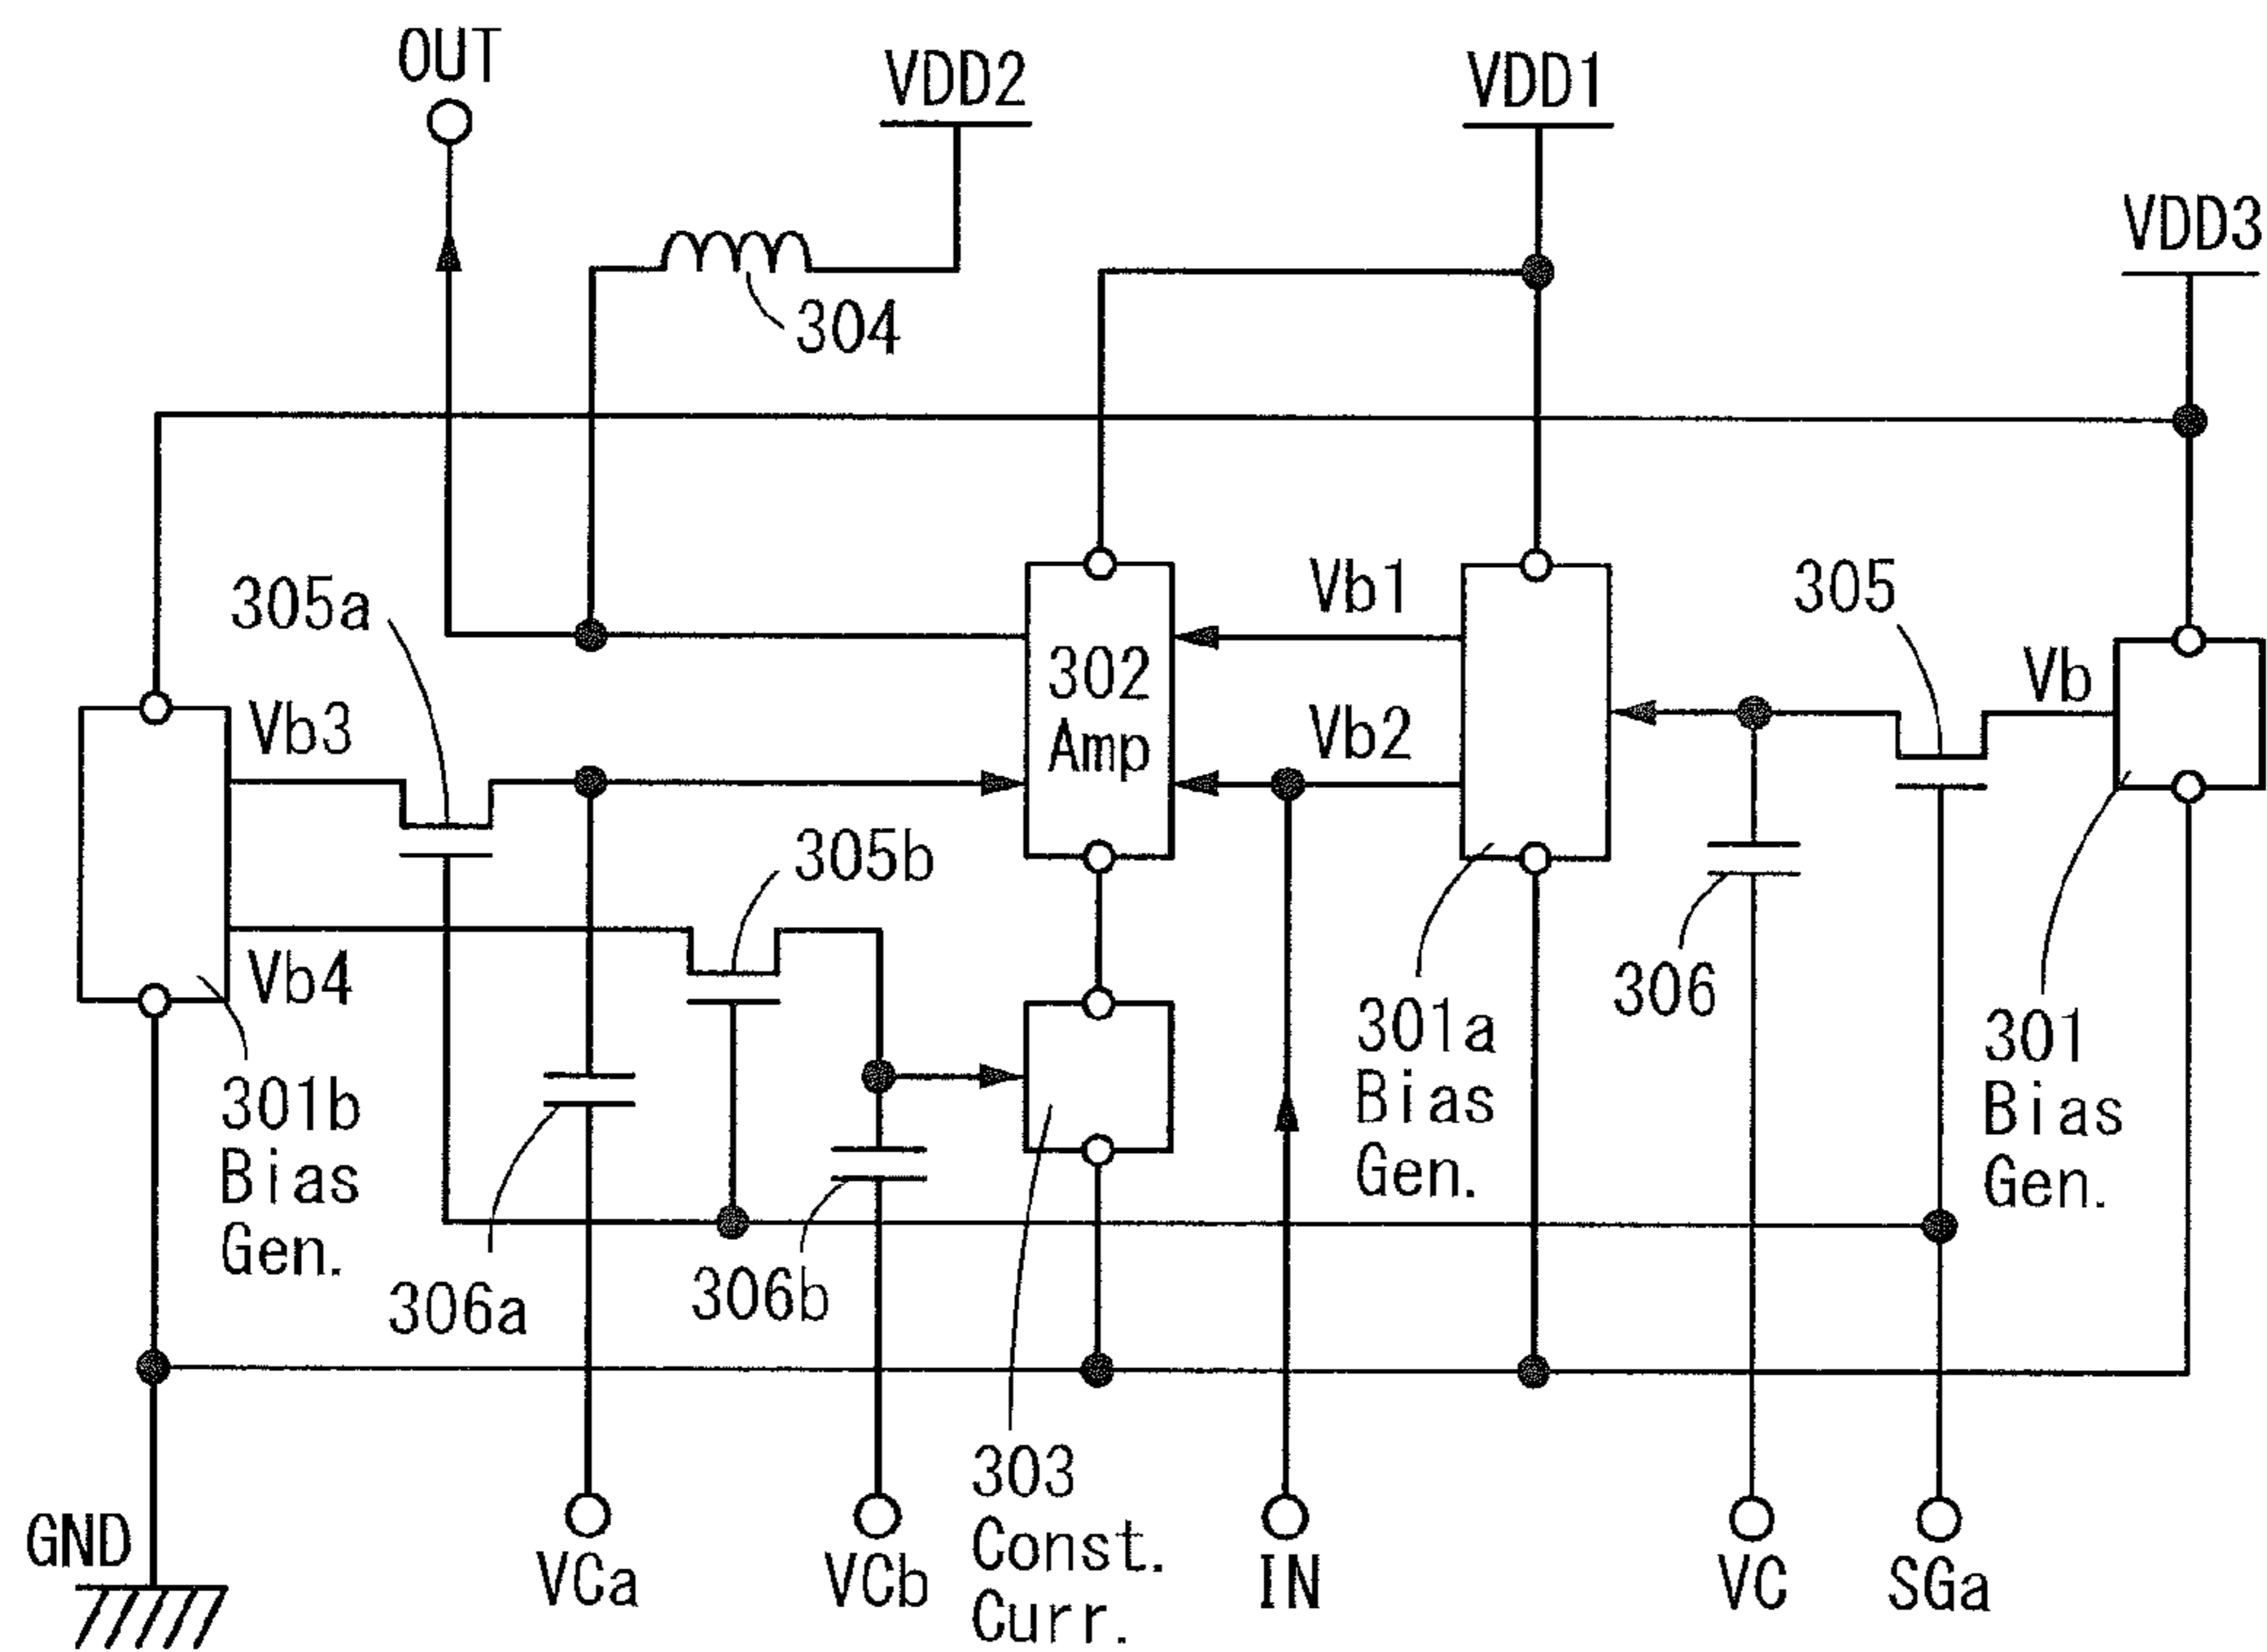 OUT
VDD2
VDD1
VDD3
304
305a
Vb1
305
302
Amp
Vb
Vb3
Vb2
305b
Vb4
306
301a
Bias
Gen.
301
Bias
Gen.
301b
Bias
Gen.
306a
306b
303
Const.
Curr.
GND
VCa
VCb
IN
VC
SGa